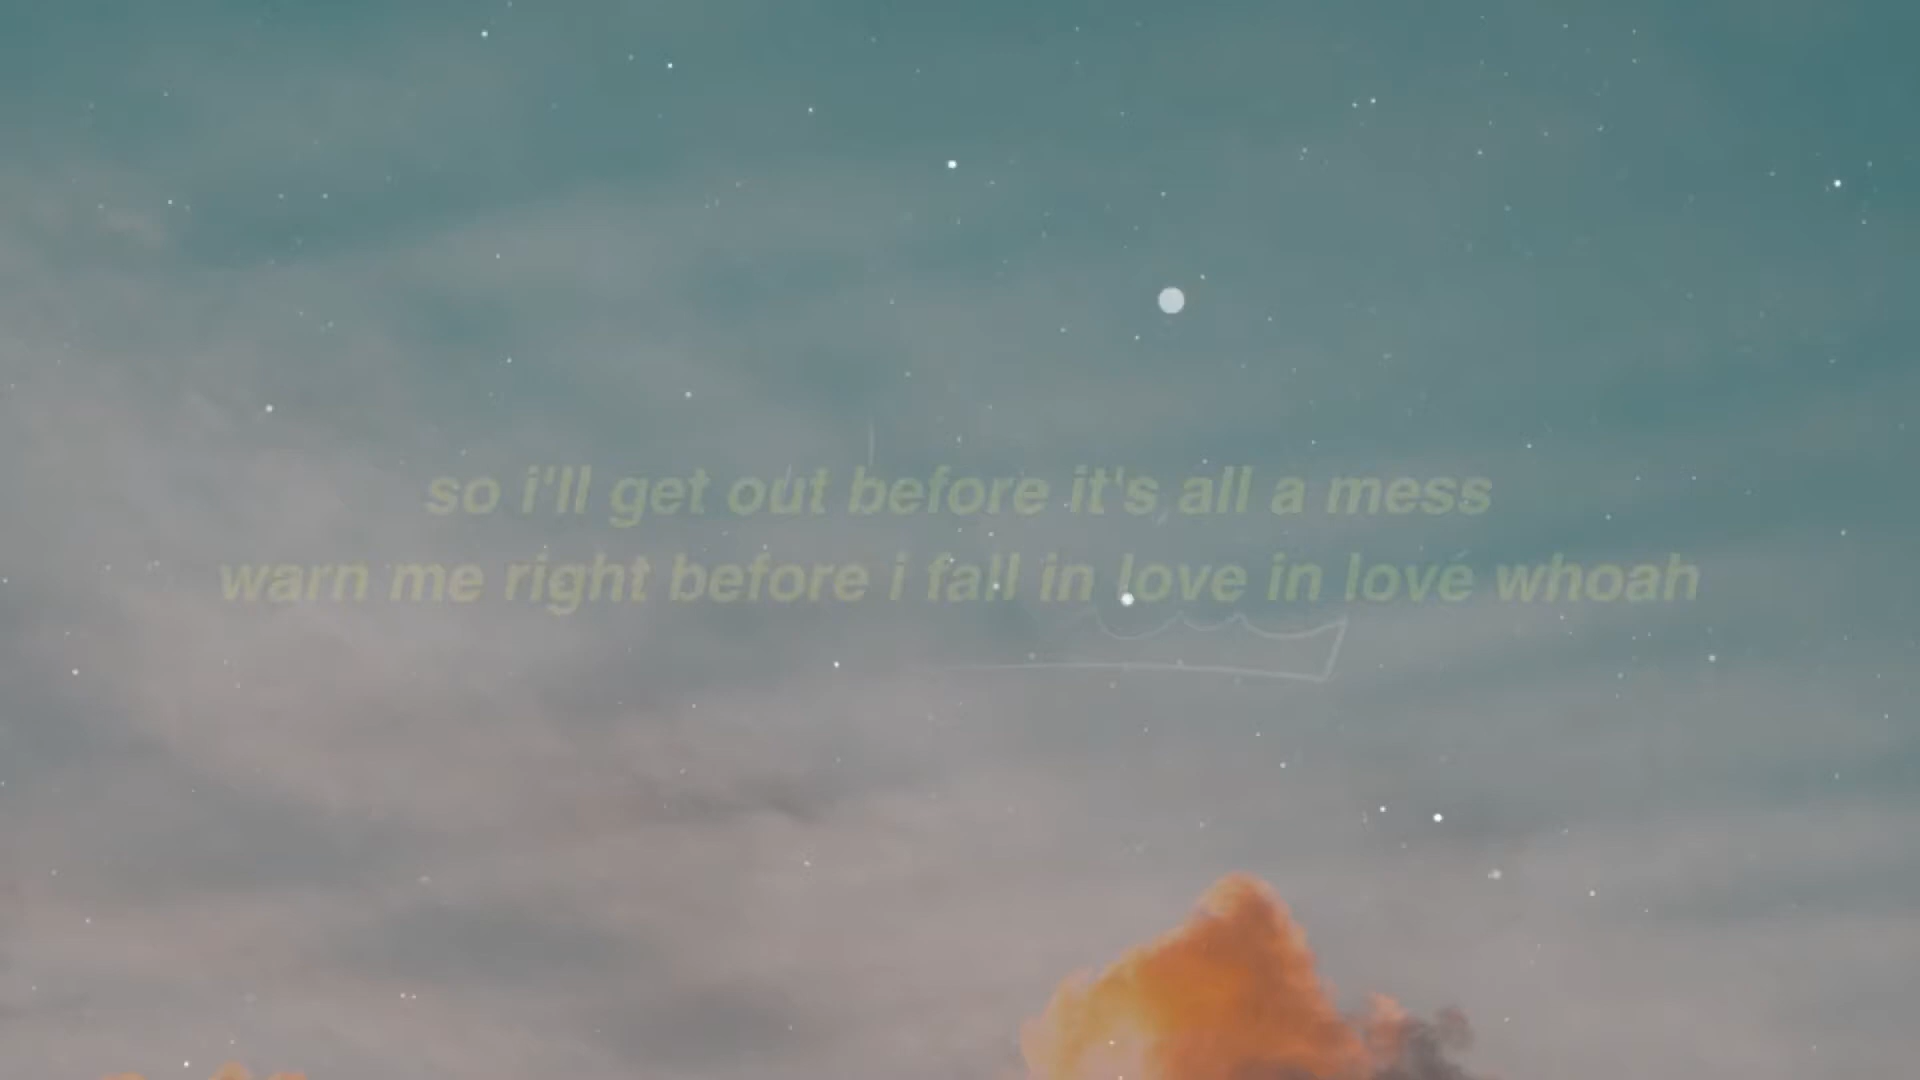 so i'll get out before it's all a mess
warn me right before i fall in love in love whoah